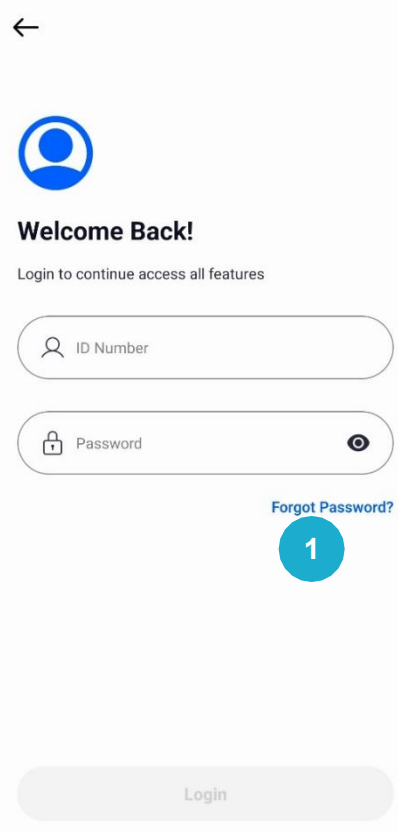 Welcome Back!
Login to continue access all features
ID Number
Password
Forgot Password?
1
Login